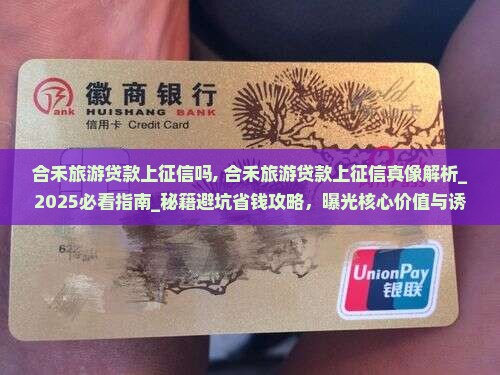 徽商银行
Bank
HUISHANG BANK
信用卡 Credit Card
Gold
合禾旅游贷款上征信吗, 合禾旅游贷款上征信真像解析_
2025必看指南_秘籍避坑省钱攻略，曝光核心价值与诱
UnionPay
银联